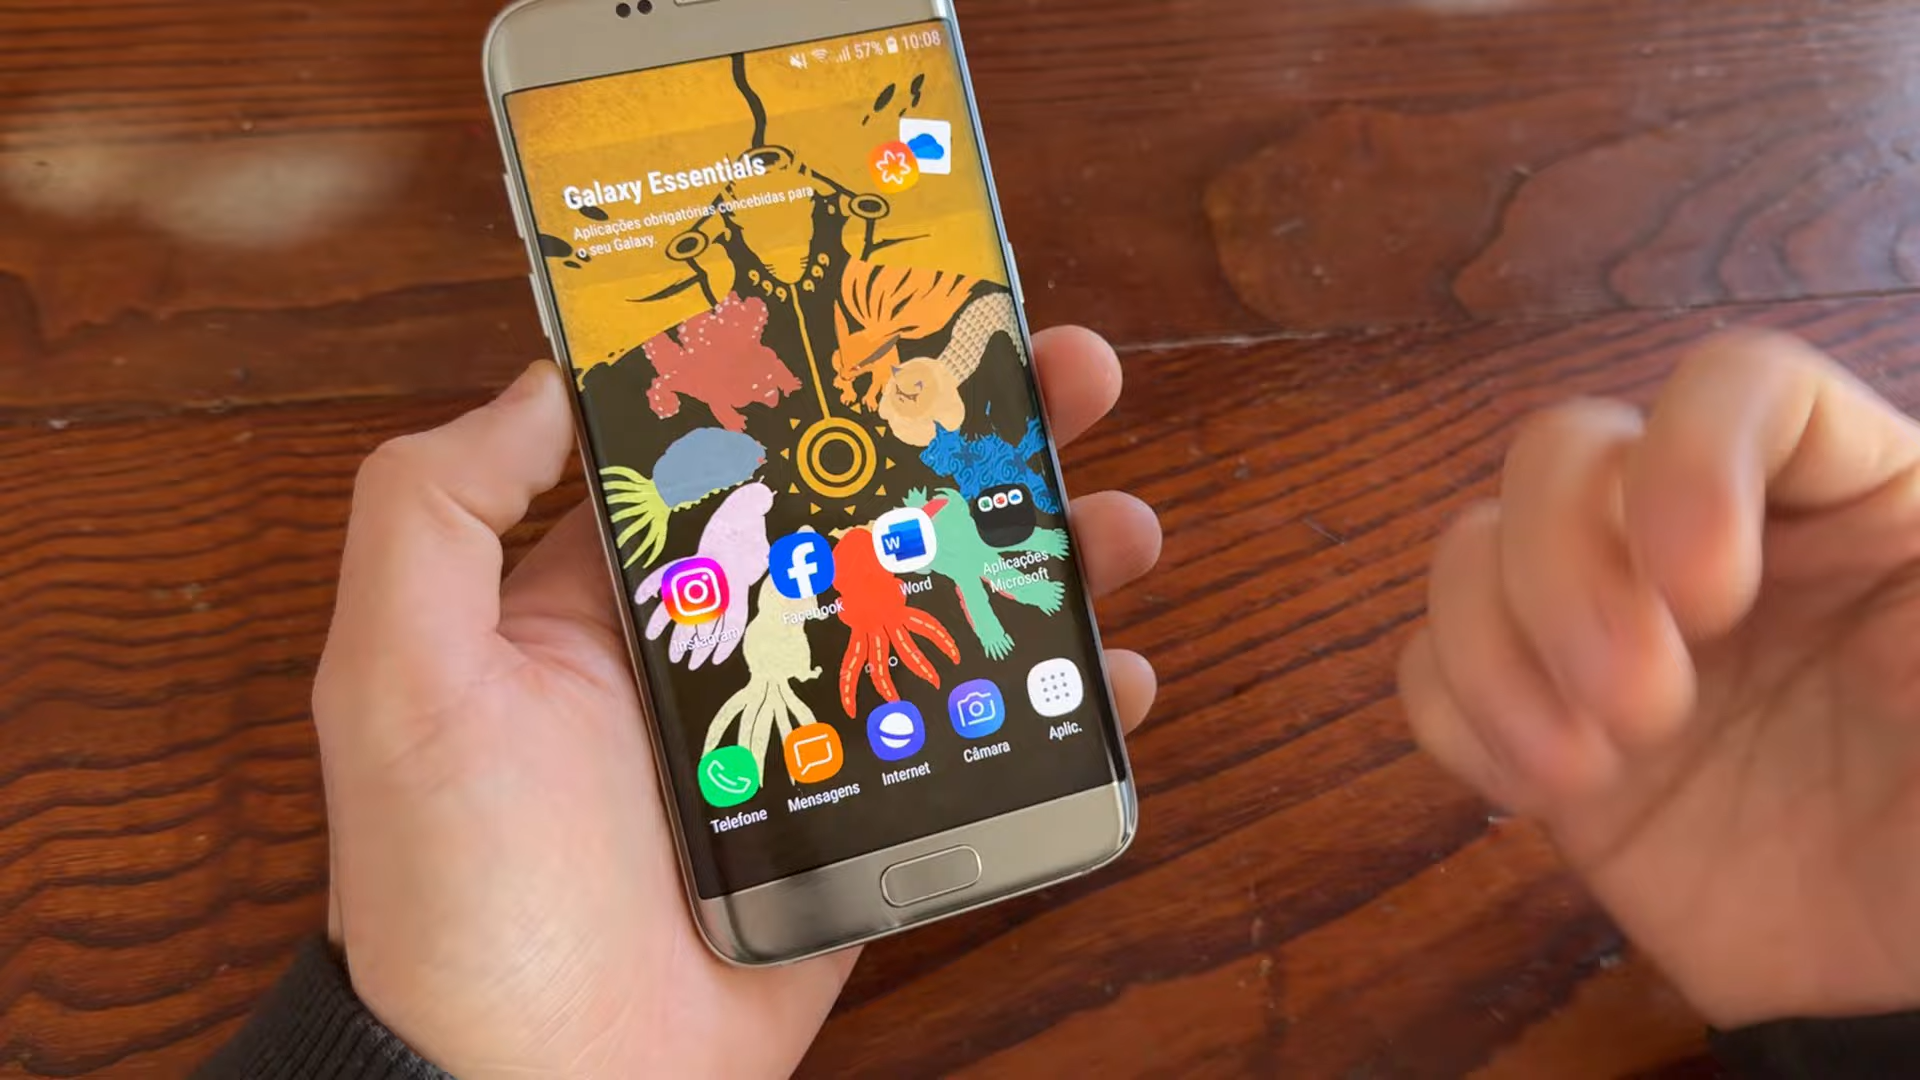 57% 10:08
Galaxy Essentials
Aplicações obrigatórias concebidas para
o seu Galaxy.
W
Instagram
Facebook
Word
Aplicações
Microsoft
Telefone
Mensagens
Internet
Câmara
Aplic.